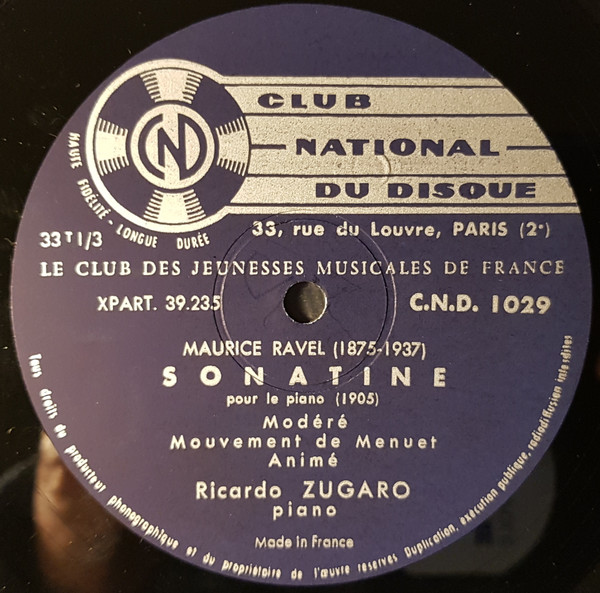 CLUB
NATIONAL
DU DISQUE
CND
HAUTE FIDÉLITÉ - LONGUE DURÉE
33, rue du Louvre, PARIS (2e)
33 T 1/3
LE CLUB DES JEUNESSES MUSICALES DE FRANCE
XPART. 39.235
C.N.D. 1029
MAURICE RAVEL (1875-1937)
SONATINE
pour le piano (1905)
Modéré
Mouvement de Menuet
Animé
Ricardo ZUGARO
piano
Made in France
Tous droits du producteur phonographique et du propriétaire de l'œuvre reserves Duplication, exécution publique, radiodiffusion interdites